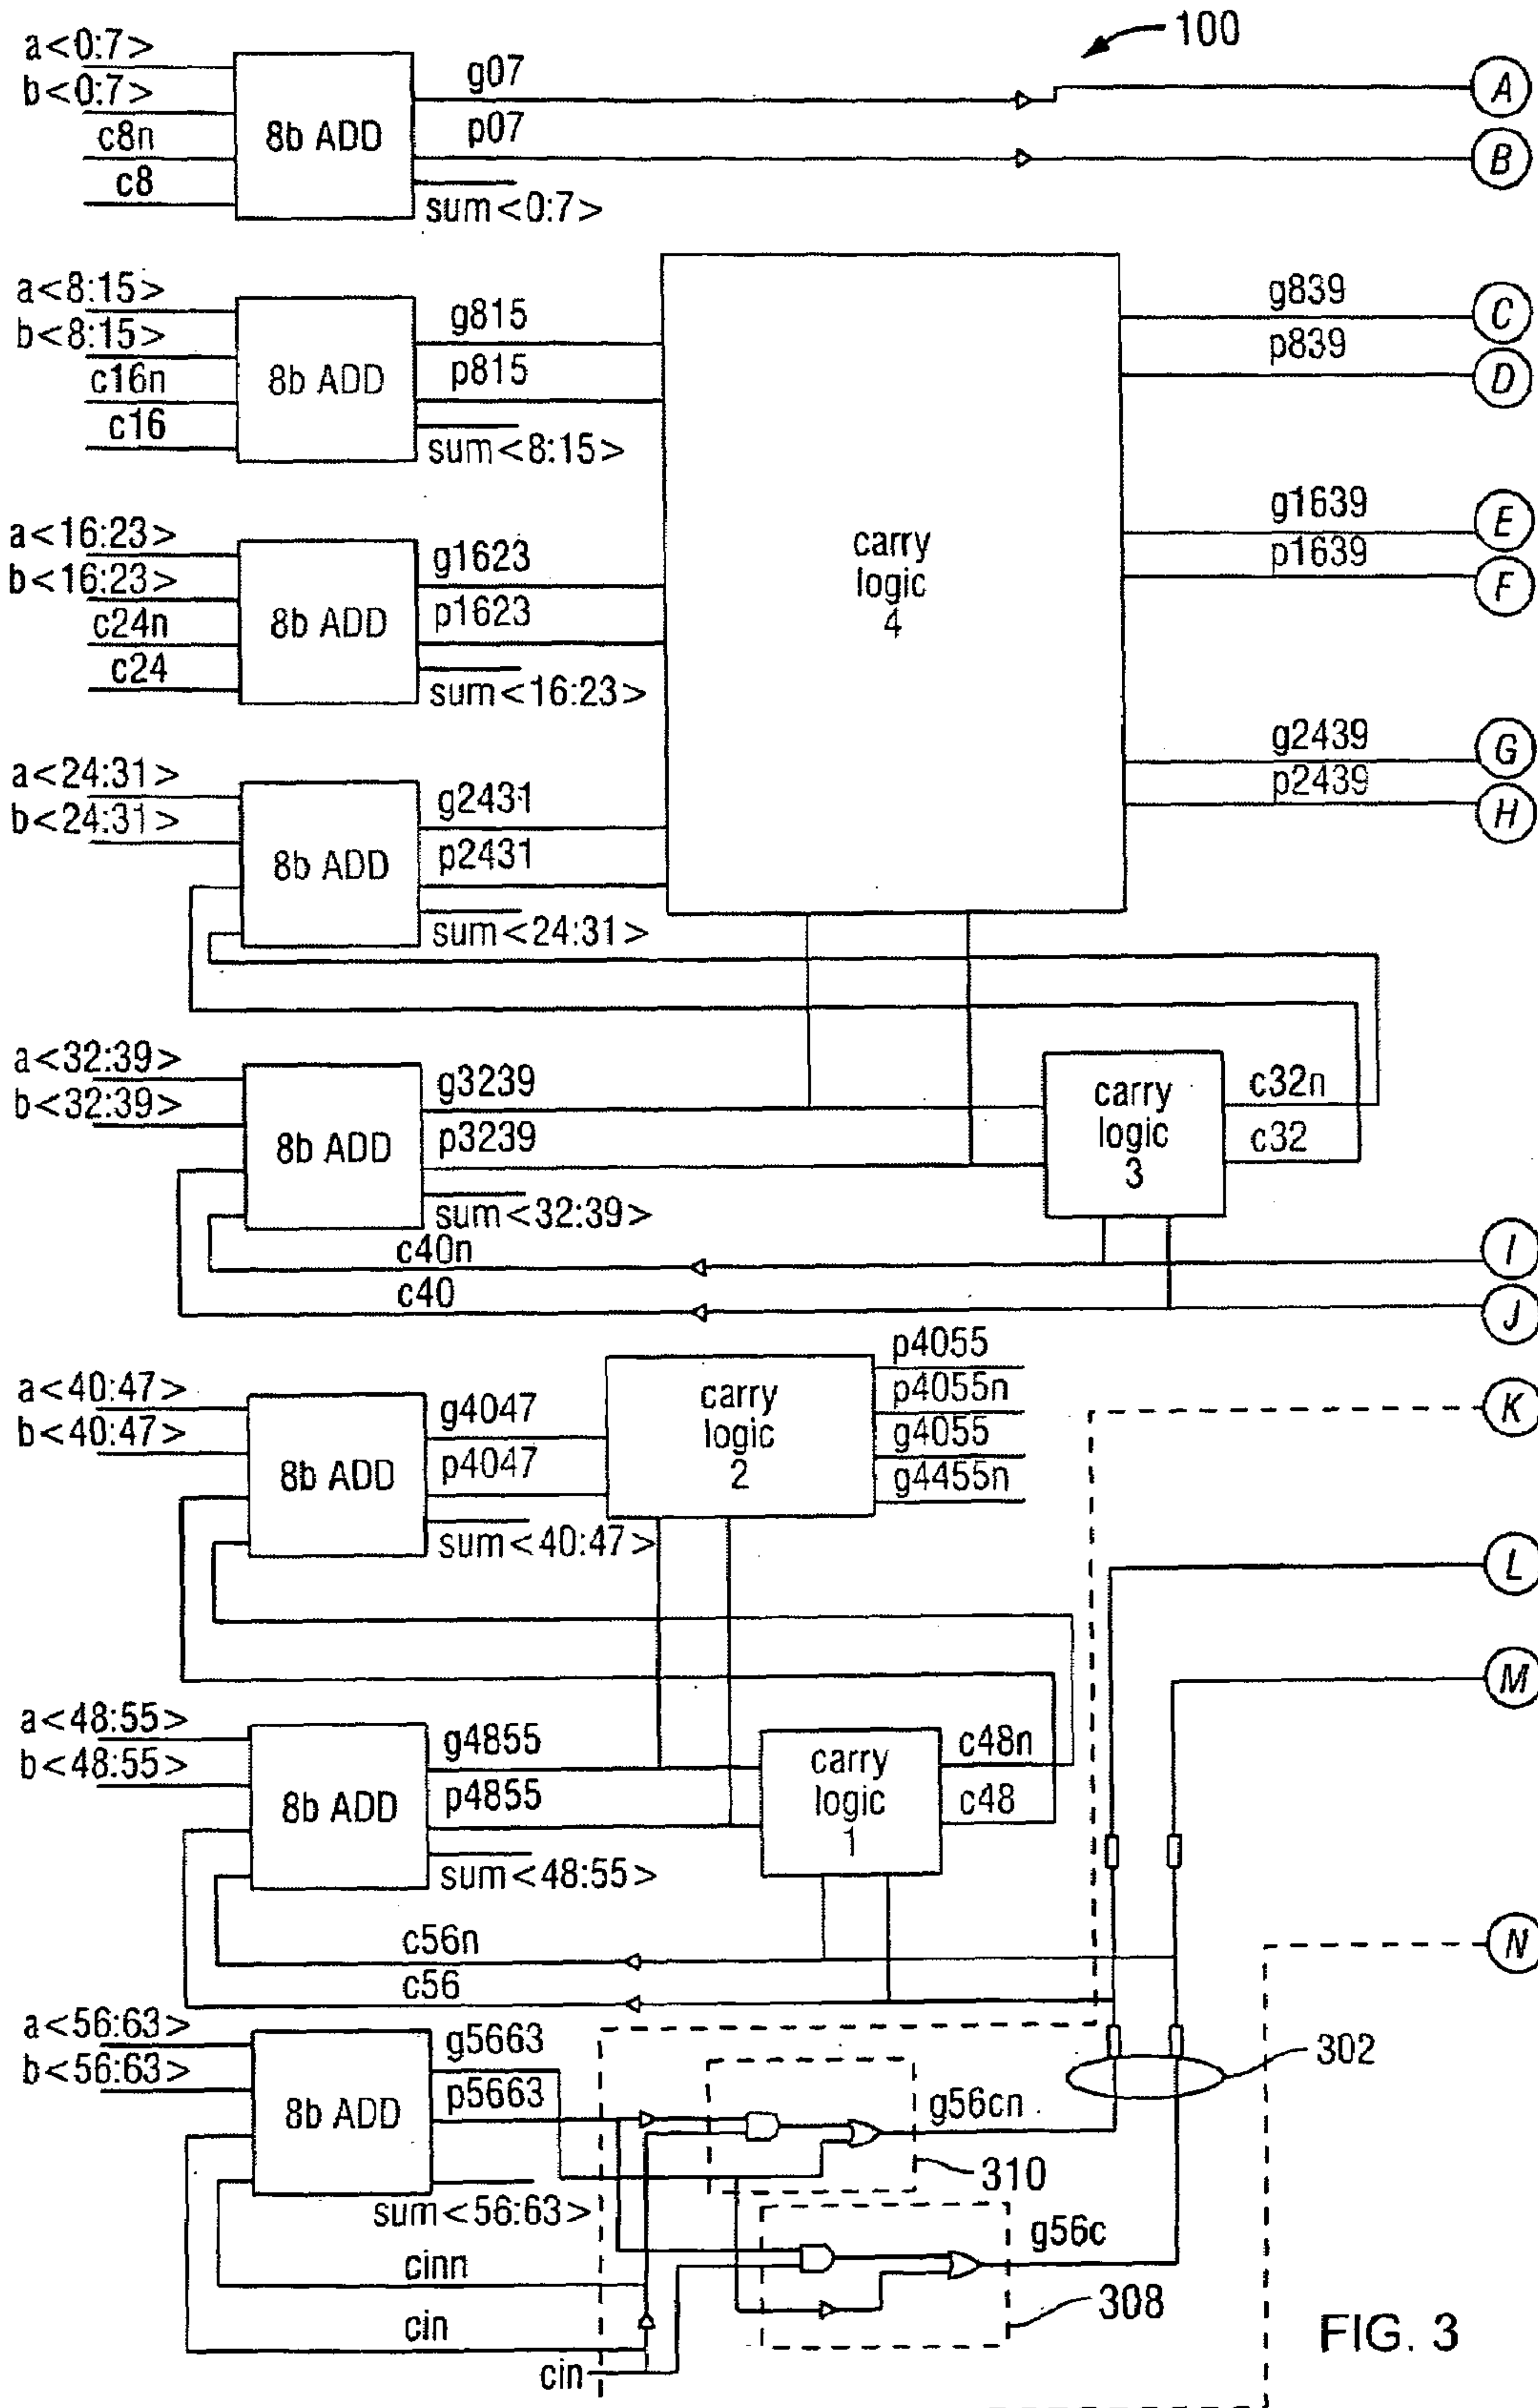 100
a<0:7>
b<0:7>
c8n
c8
8b ADD
g07
p07
sum<0:7>
A
B
a<8:15>
b<8:15>
c16n
c16
8b ADD
g815
p815
sum<8:15>
a<16:23>
b<16:23>
c24n
c24
8b ADD
g1623
p1623
sum<16:23>
a<24:31>
b<24:31>
8b ADD
g2431
p2431
sum<24:31>
carry
logic
4
g839
p839
C
D
g1639
p1639
E
F
g2439
p2439
G
H
a<32:39>
b<32:39>
8b ADD
g3239
p3239
sum<32:39>
carry
logic
3
c32n
c32
c40n
c40
I
J
a<40:47>
b<40:47>
8b ADD
g4047
p4047
sum<40:47>
carry
logic
2
p4055
p4055n
g4055
g4455n
K
L
M
a<48:55>
b<48:55>
8b ADD
g4855
p4855
sum<48:55>
carry
logic
1
c48n
c48
c56n
c56
N
a<56:63>
b<56:63>
8b ADD
g5663
p5663
sum<56:63>
cinn
cin
cin
g56cn
310
g56c
308
302
FIG. 3